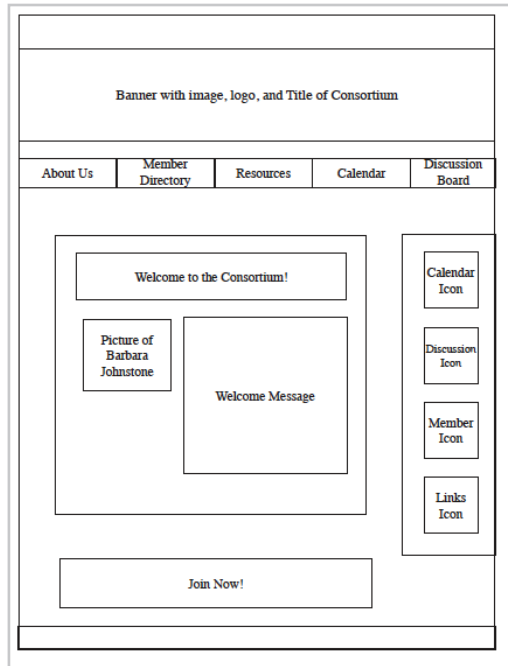 Banner with image, logo, and Title of Consortium
About Us
Member
Directory
Resources
Calendar
Discussion
Board
Welcome to the Consortium!
Picture of
Barbara
Johnstone
Welcome Message
Calendar
Icon
Discussion
Icon
Member
Icon
Links
Icon
Join Now!